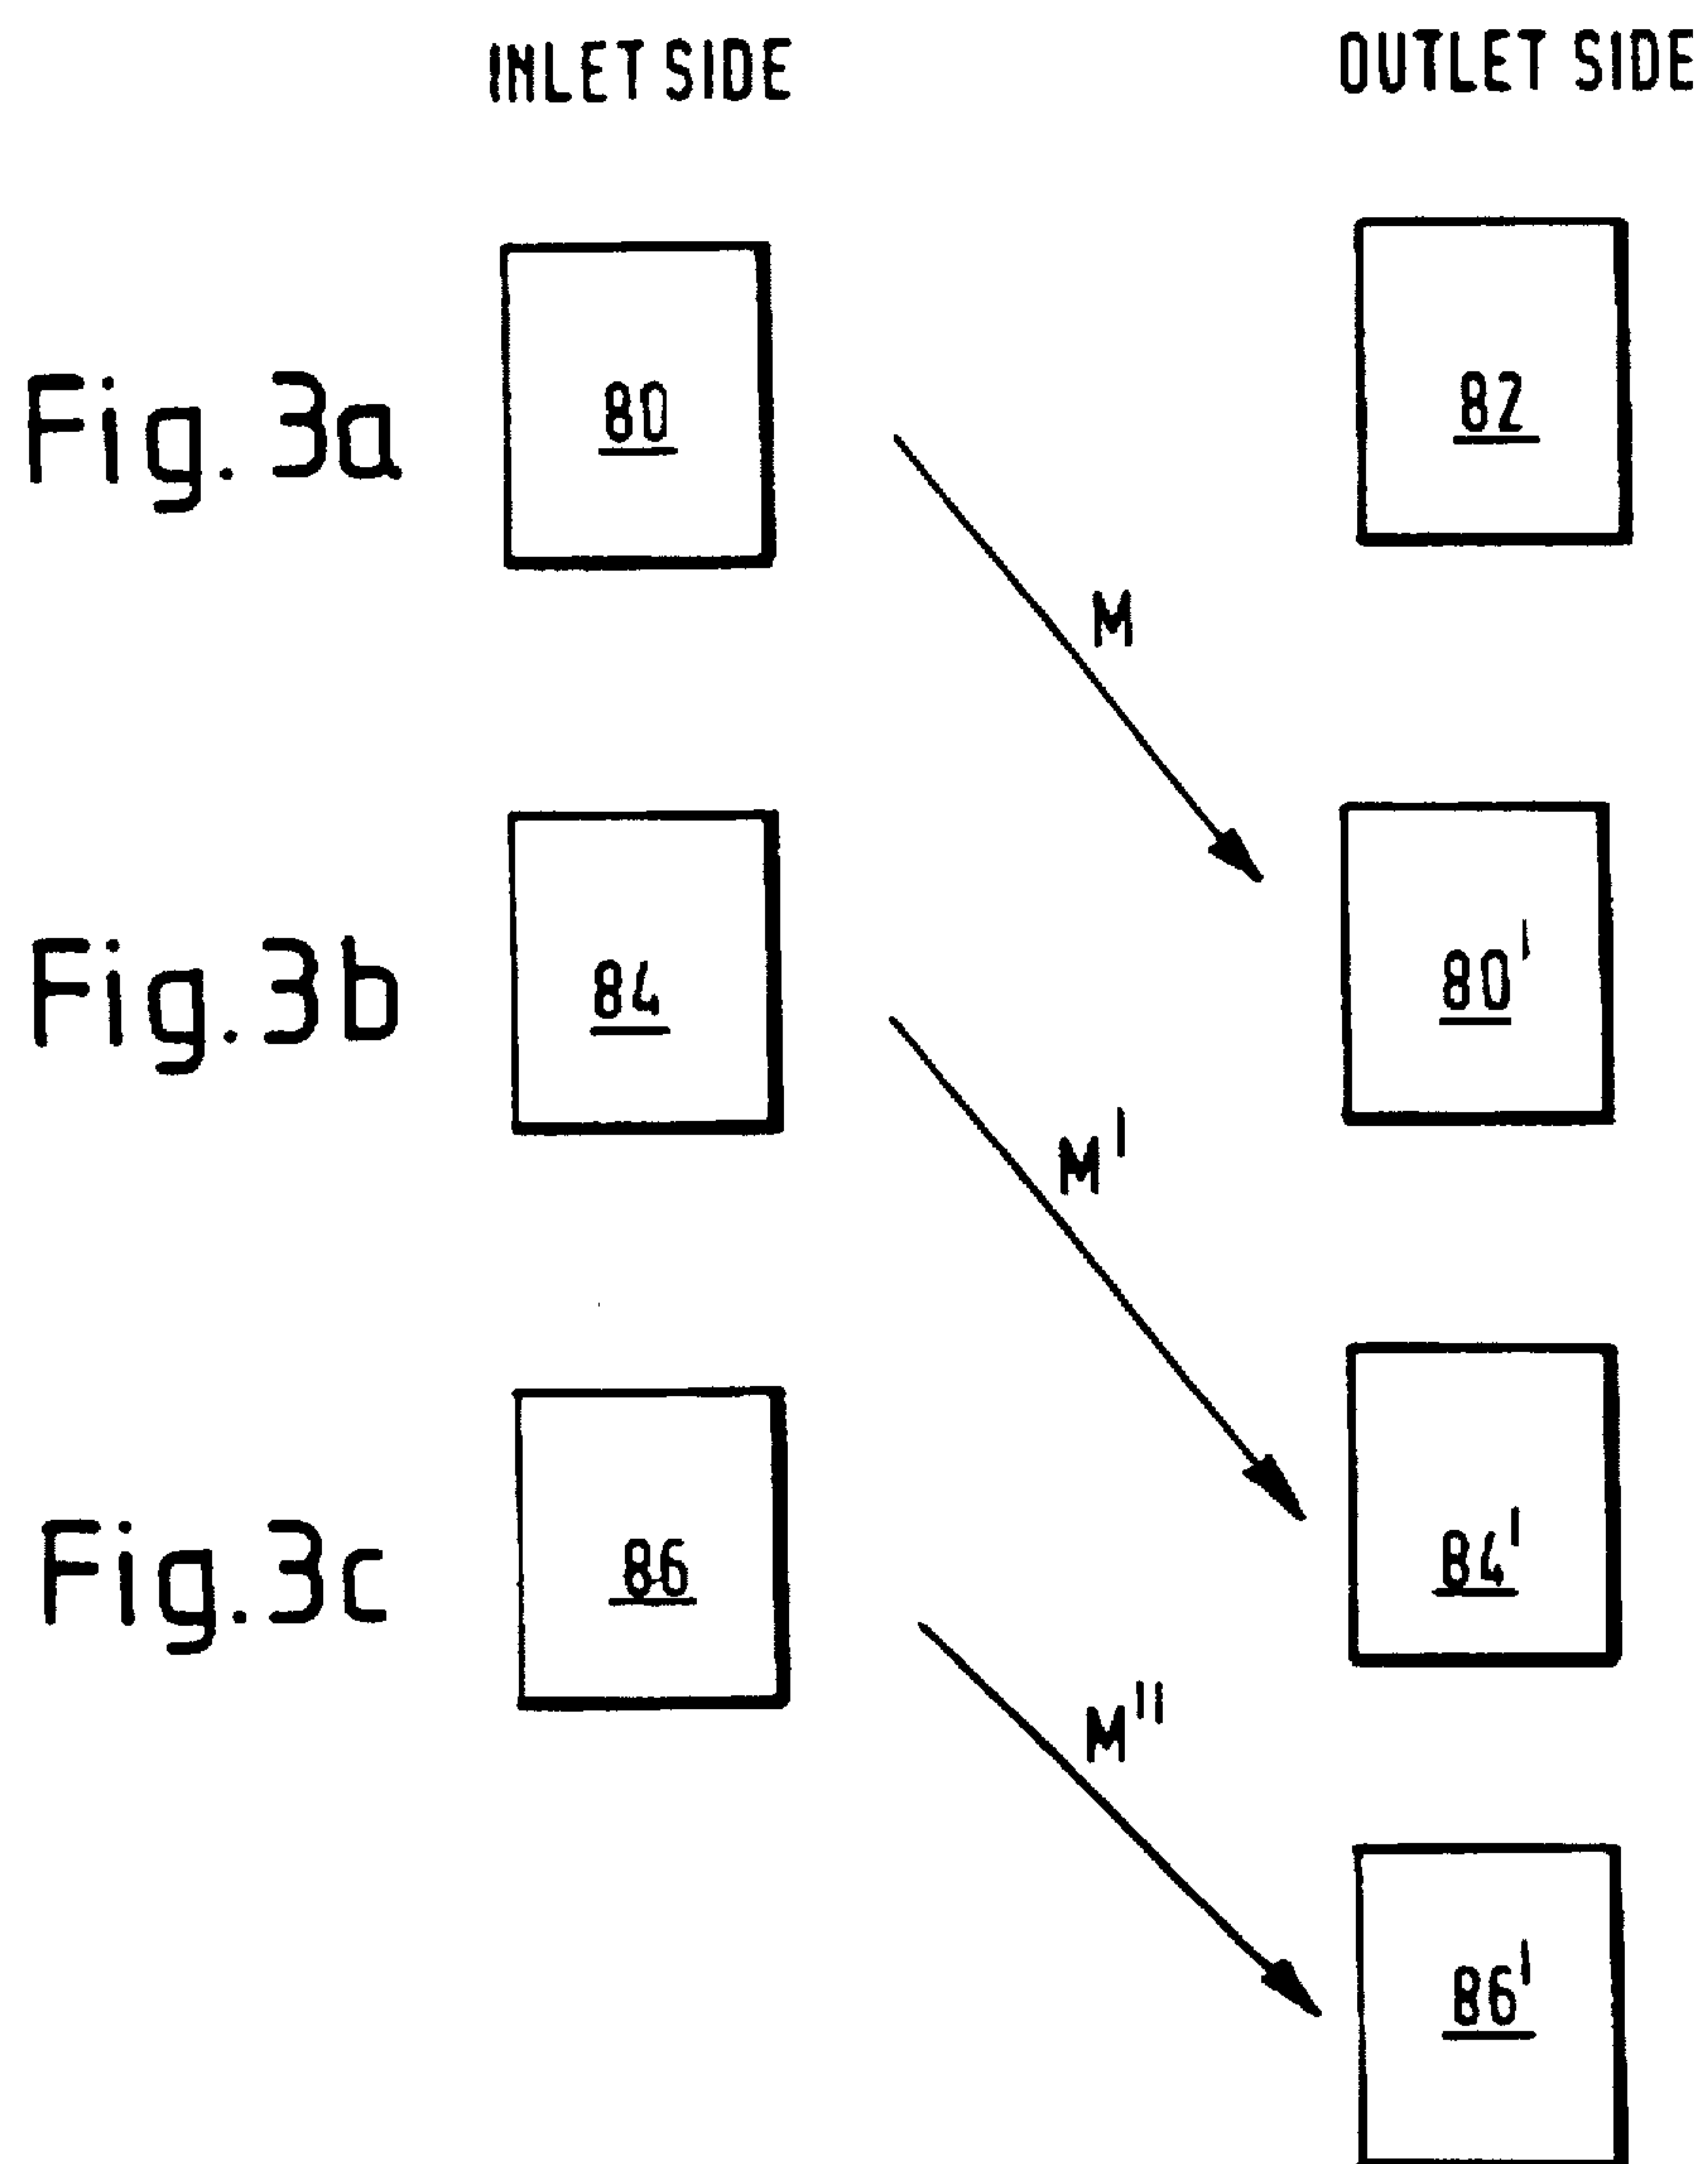 INLET SIDE OUTLET SIDE
Fig. 3a 80 82
M
Fig. 3b 84 80'
M'
Fig. 3c 86 84'
M''
86'